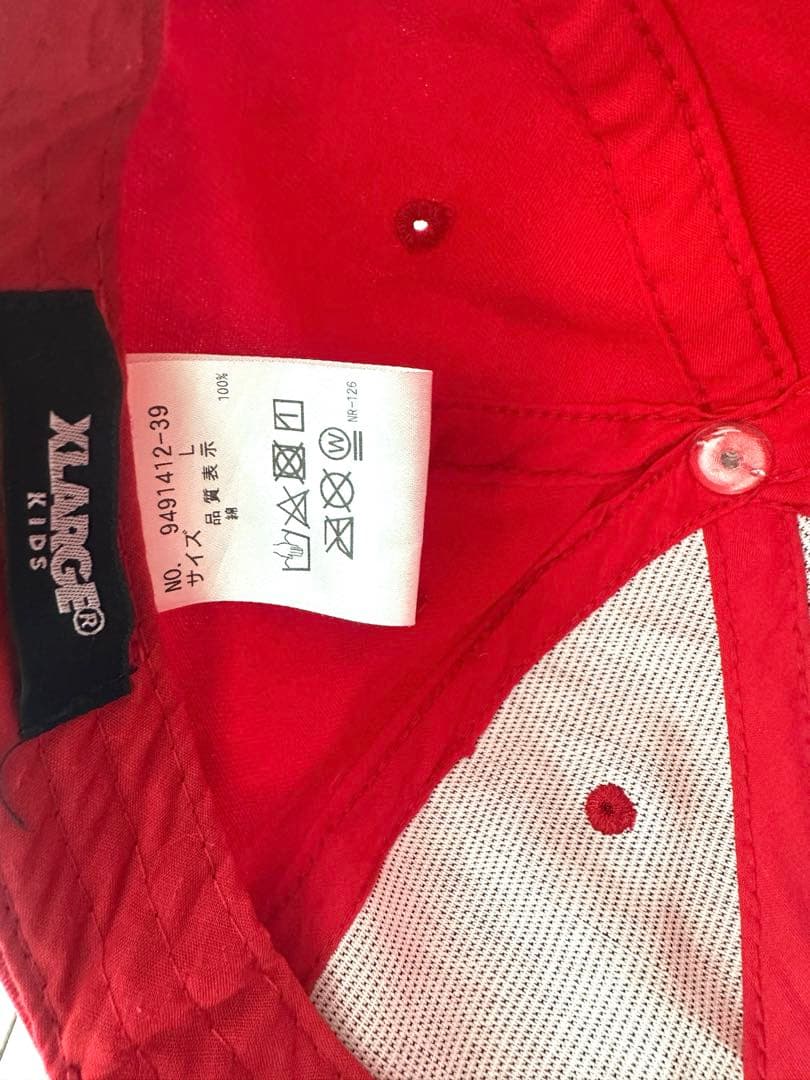 XLARGE®
KIDS
NO. 9491412-39
サイズ L
品質表示
綿 100%
W
NR-126